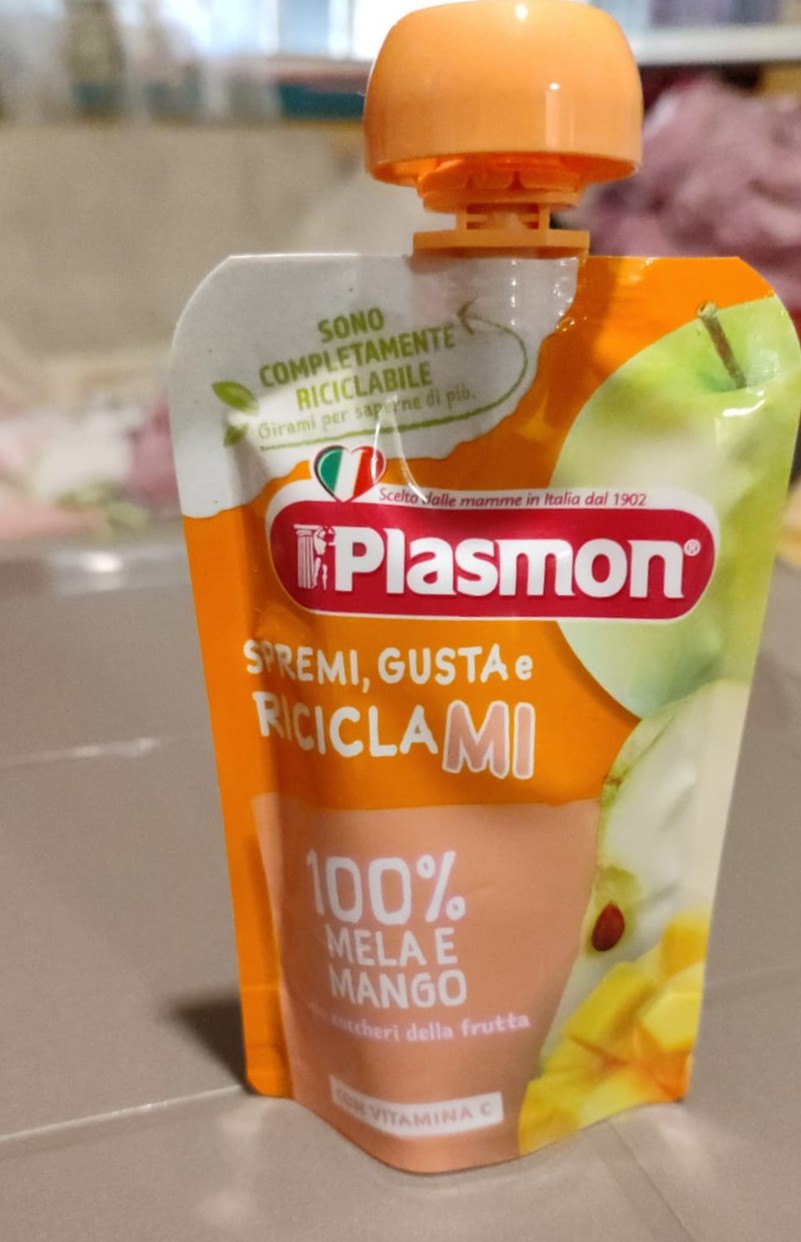 SONO
COMPLETAMENTE
RICICLABILE
Girami per saperne di più.
Scelto dalle mamme in Italia dal 1902
Plasmon®
SPREMI, GUSTA e
RICICLAMI
100%
MELA E
MANGO
zuccheri della frutta
CON VITAMINA C